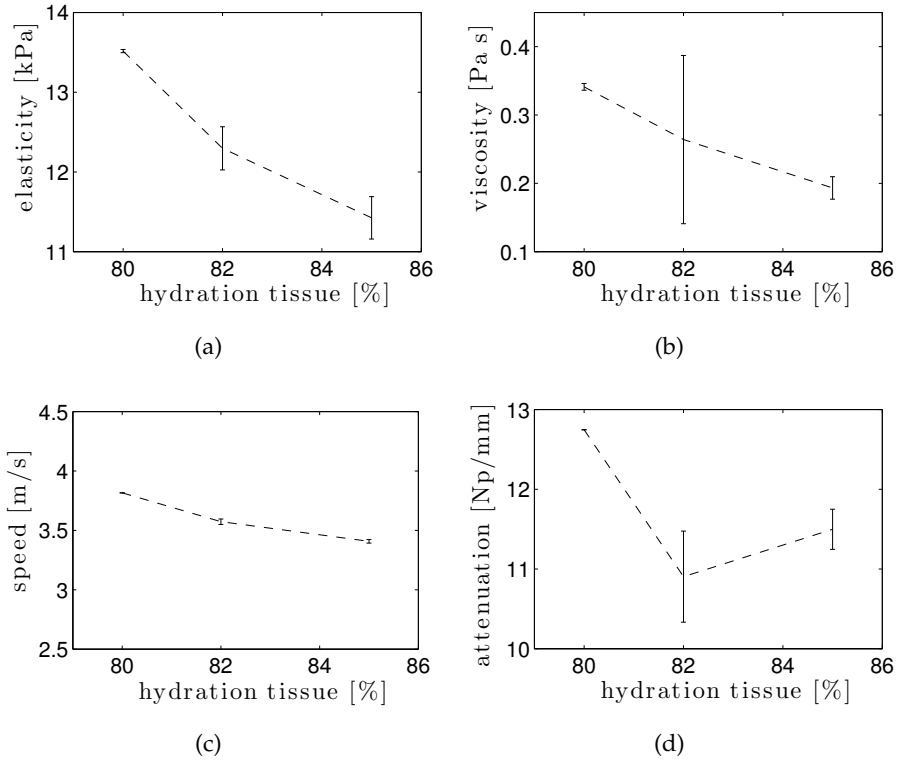 14
13
12
11
elasticity [kPa]
80 82 84 86
hydration tissue [%]
(a)
0.4
0.3
0.2
0.1
viscosity [Pa s]
80 82 84 86
hydration tissue [%]
(b)
4.5
4
3.5
3
2.5
speed [m/s]
80 82 84 86
hydration tissue [%]
(c)
13
12
11
10
attenuation [Np/mm]
80 82 84 86
hydration tissue [%]
(d)